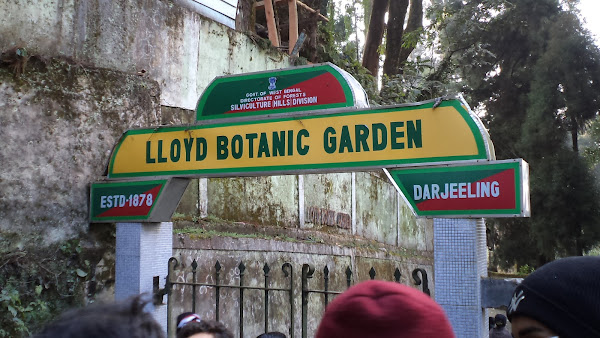 GOVT. OF WEST BENGAL
DIRECTORATE OF FORESTS
SILVICULTURE (HILLS) DIVISION
LLOYD BOTANIC GARDEN
ESTD-1878
DARJEELING